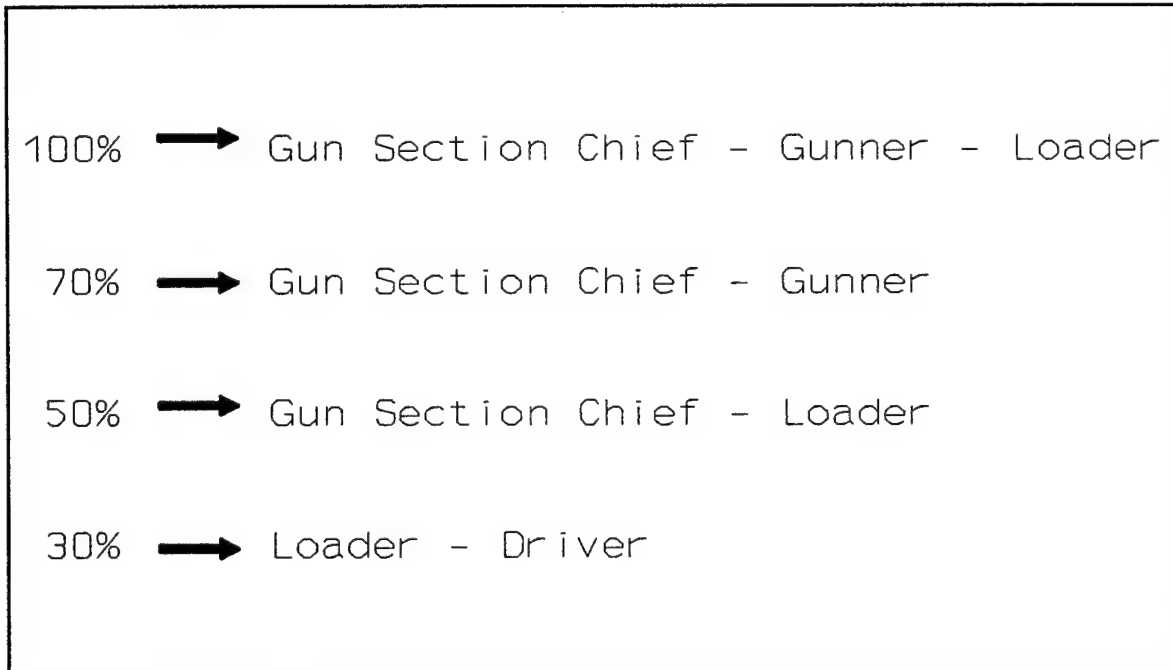 100% → Gun Section Chief - Gunner - Loader
70% → Gun Section Chief - Gunner
50% → Gun Section Chief - Loader
30% → Loader - Driver